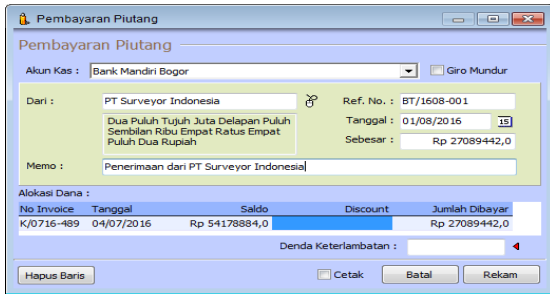 Pembayaran Piutang
Pembayaran Piutang
Akun Kas : Bank Mandiri Bogor Giro Mundur
Dari : PT Surveyor Indonesia Ref. No. : BT/1608-001
Dua Puluh Tujuh Juta Delapan Puluh
Sembilan Ribu Empat Ratus Empat
Puluh Dua Rupiah
Tanggal : 01/08/2016 15
Sebesar : Rp 27089442,0
Memo : Penerimaan dari PT Surveyor Indonesia
Alokasi Dana :
No Invoice Tanggal Saldo Discount Jumlah Dibayar
K/0716-489 04/07/2016 Rp 54178884,0 Rp 27089442,0
Denda Keterlambatan :
Hapus Baris Cetak Batal Rekam